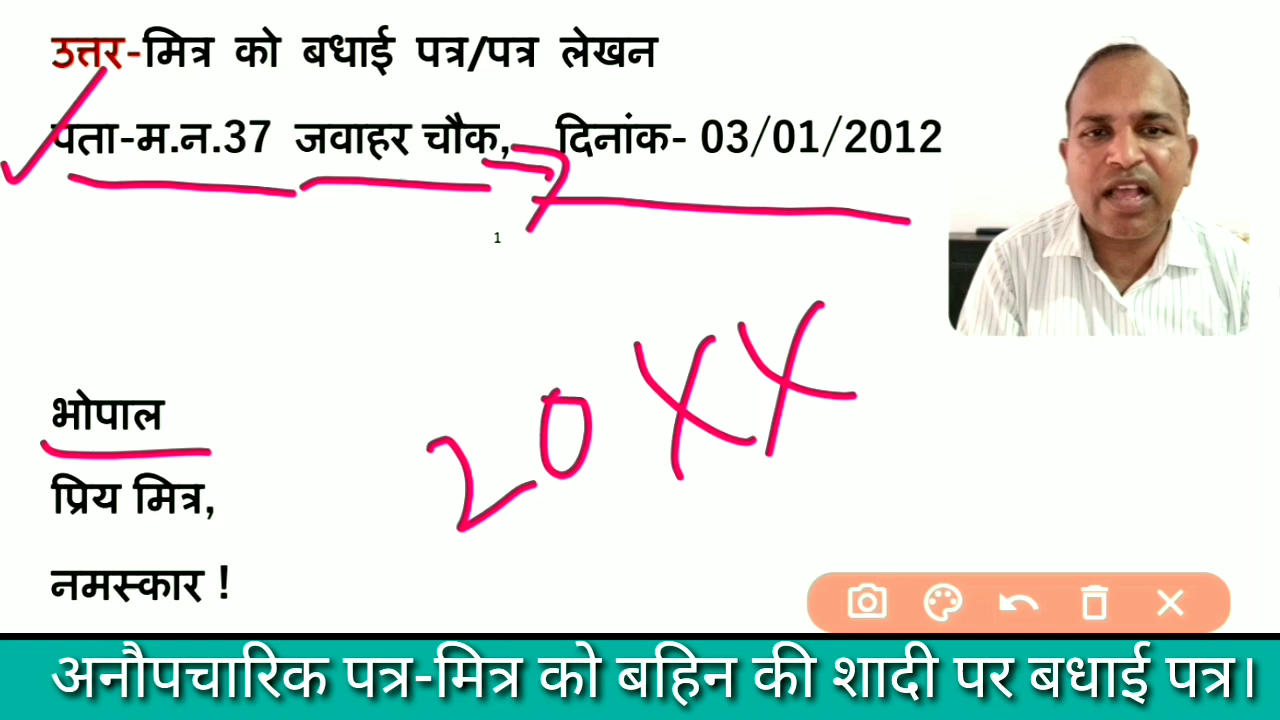 उत्तर-मित्र को बधाई पत्र/पत्र लेखन
पता-म.न.37 जवाहर चौक, दिनांक- 03/01/2012
1
20XX
भोपाल
प्रिय मित्र,
नमस्कार !
अनौपचारिक पत्र-मित्र को बहिन की शादी पर बधाई पत्र।